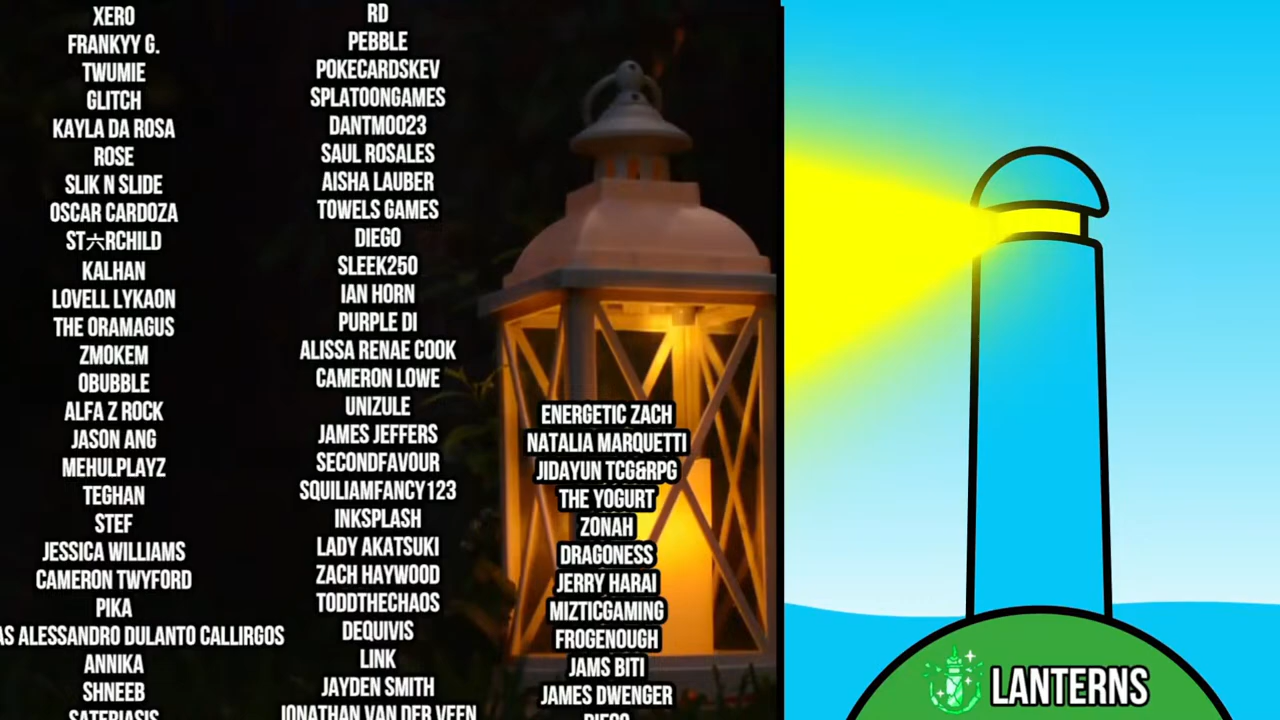 XERO
FRANKYY G.
TWUMIE
GLITCH
KAYLA DA ROSA
ROSE
SLIK N SLIDE
OSCAR CARDOZA
ST六RCHILD
KALHAN
LOVELL LYKAON
THE ORAMAGUS
ZMOKEM
OBUBBLE
ALFA Z ROCK
JASON ANG
MEHULPLAYZ
TEGHAN
STEF
JESSICA WILLIAMS
CAMERON TWYFORD
PIKA
AS ALESSANDRO DULANTO CALLIRGOS
ANNIKA
SHNEEB
SATERIASIS
RD
PEBBLE
POKECARDSKEV
SPLATOONGAMES
DANTM0023
SAUL ROSALES
AISHA LAUBER
TOWELS GAMES
DIEGO
SLEEK250
IAN HORN
PURPLE DI
ALISSA RENAE COOK
CAMERON LOWE
UNIZULE
JAMES JEFFERS
SECONDFAVOUR
SQUILIAMFANCY123
INKSPLASH
LADY AKATSUKI
ZACH HAYWOOD
TODDTHECHAOS
DEQUIVIS
LINK
JAYDEN SMITH
JONATHAN VAN DER VEEN
ENERGETIC ZACH
NATALIA MARQUETTI
JIDAYUN TCG&RPG
THE YOGURT
ZONAH
DRAGONESS
JERRY HARAI
MIZTICGAMING
FROGENOUGH
JAMS BITI
JAMES DWENGER
DIEGO
LANTERNS